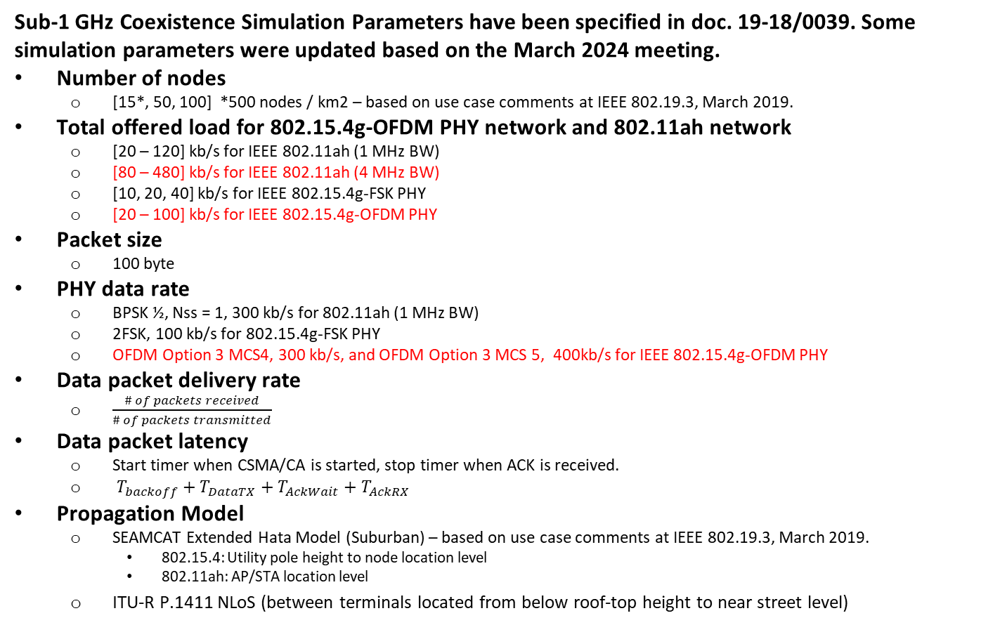 Sub-1 GHz Coexistence Simulation Parameters have been specified in doc. 19-18/0039. Some
simulation parameters were updated based on the March 2024 meeting.
• Number of nodes
o [15*, 50, 100] *500 nodes / km2 – based on use case comments at IEEE 802.19.3, March 2019.
• Total offered load for 802.15.4g-OFDM PHY network and 802.11ah network
o [20 – 120] kb/s for IEEE 802.11ah (1 MHz BW)
o [80 – 480] kb/s for IEEE 802.11ah (4 MHz BW)
o [10, 20, 40] kb/s for IEEE 802.15.4g-FSK PHY
o [20 – 100] kb/s for IEEE 802.15.4g-OFDM PHY
• Packet size
o 100 byte
• PHY data rate
o BPSK ½, Nss = 1, 300 kb/s for 802.11ah (1 MHz BW)
o 2FSK, 100 kb/s for 802.15.4g-FSK PHY
o OFDM Option 3 MCS4, 300 kb/s, and OFDM Option 3 MCS 5, 400kb/s for IEEE 802.15.4g-OFDM PHY
• Data packet delivery rate
o # of packets received
# of packets transmitted
• Data packet latency
o Start timer when CSMA/CA is started, stop timer when ACK is received.
o T_backoff + T_DataTX + T_AckWait + T_AckRX
• Propagation Model
o SEAMCAT Extended Hata Model (Suburban) – based on use case comments at IEEE 802.19.3, March 2019.
• 802.15.4: Utility pole height to node location level
• 802.11ah: AP/STA location level
o ITU-R P.1411 NLoS (between terminals located from below roof-top height to near street level)